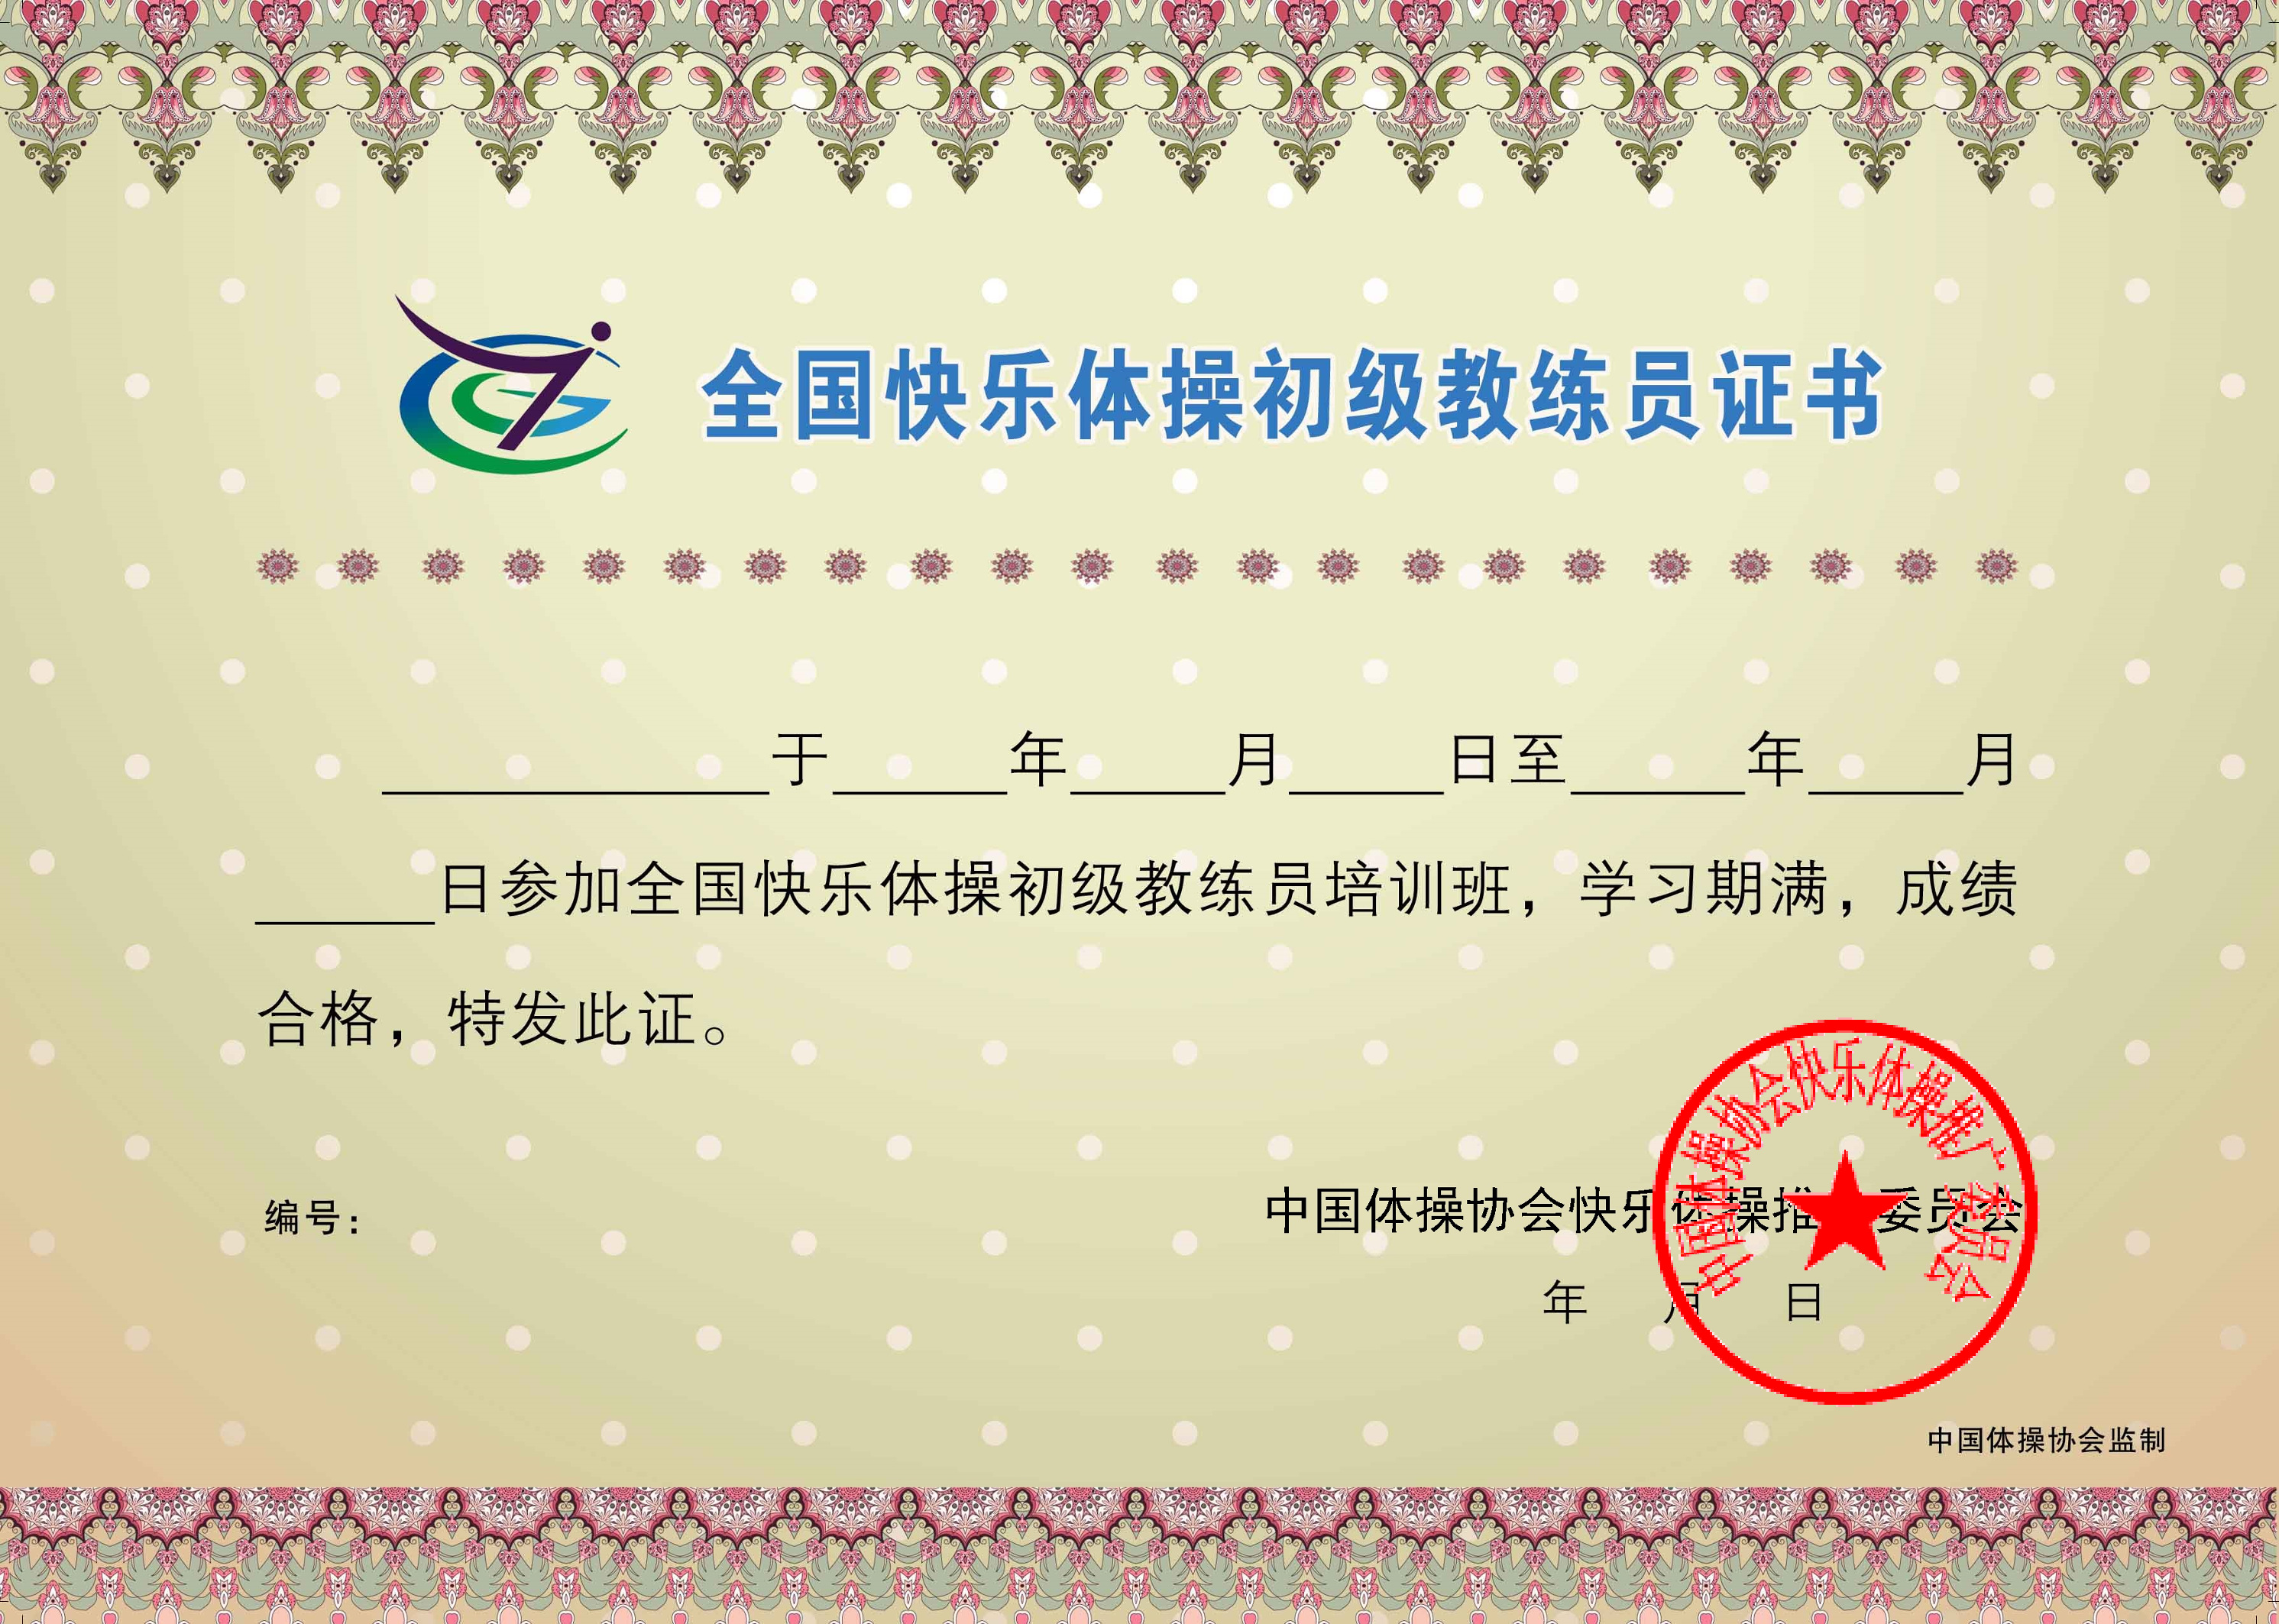 全国快乐体操初级教练员证书
____________于_____年_____月_____日至_____年_____月
_____日参加全国快乐体操初级教练员培训班，学习期满，成绩
合格，特发此证。
中国体操协会快乐体操推广委员会
编号：
中国体操协会快乐体操推广委员会
年 月 日
中国体操协会监制